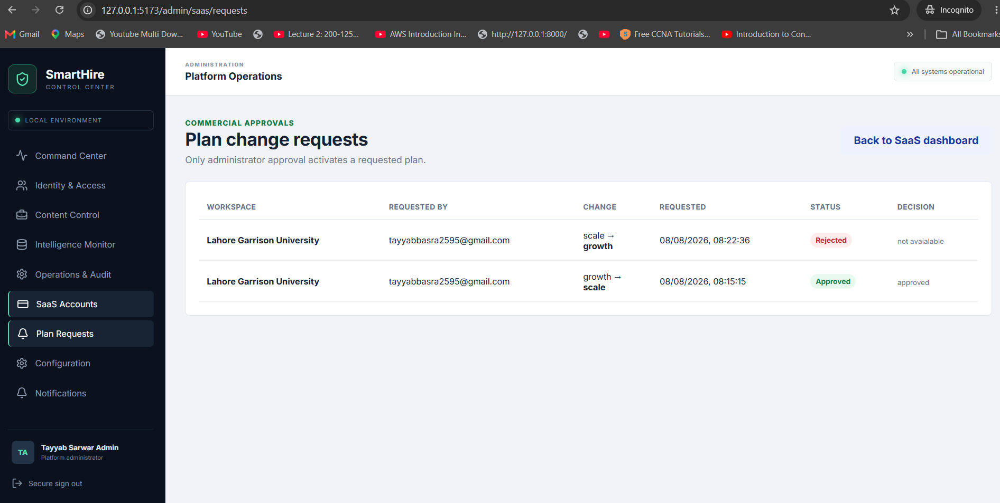 127.0.0.1:5173/admin/saas/requests
Incognito
Gmail
Maps
Youtube Multi Dow...
YouTube
Lecture 2: 200-125...
AWS Introduction In...
http://127.0.0.1:8000/
Free CCNA Tutorials...
Introduction to Con...
»
All Bookmarks
SmartHire
CONTROL CENTER
LOCAL ENVIRONMENT
Command Center
Identity & Access
Content Control
Intelligence Monitor
Operations & Audit
SaaS Accounts
Plan Requests
Configuration
Notifications
TA
Tayyab Sarwar Admin
Platform administrator
Secure sign out
ADMINISTRATION
Platform Operations
All systems operational
COMMERCIAL APPROVALS
Plan change requests
Only administrator approval activates a requested plan.
Back to SaaS dashboard
WORKSPACE REQUESTED BY CHANGE REQUESTED STATUS DECISION
Lahore Garrison University tayyabbasra2595@gmail.com scale → growth 08/08/2026, 08:22:36 Rejected not avaialable
Lahore Garrison University tayyabbasra2595@gmail.com growth → scale 08/08/2026, 08:15:15 Approved approved